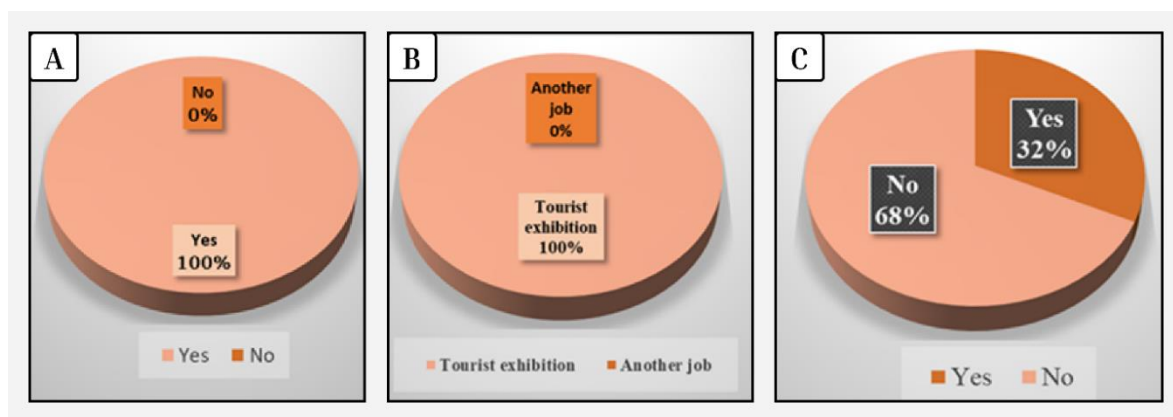 A
No
0%
Yes
100%
Yes No
B
Another
job
0%
Tourist
exhibition
100%
Tourist exhibition Another job
C
Yes
32%
No
68%
Yes No